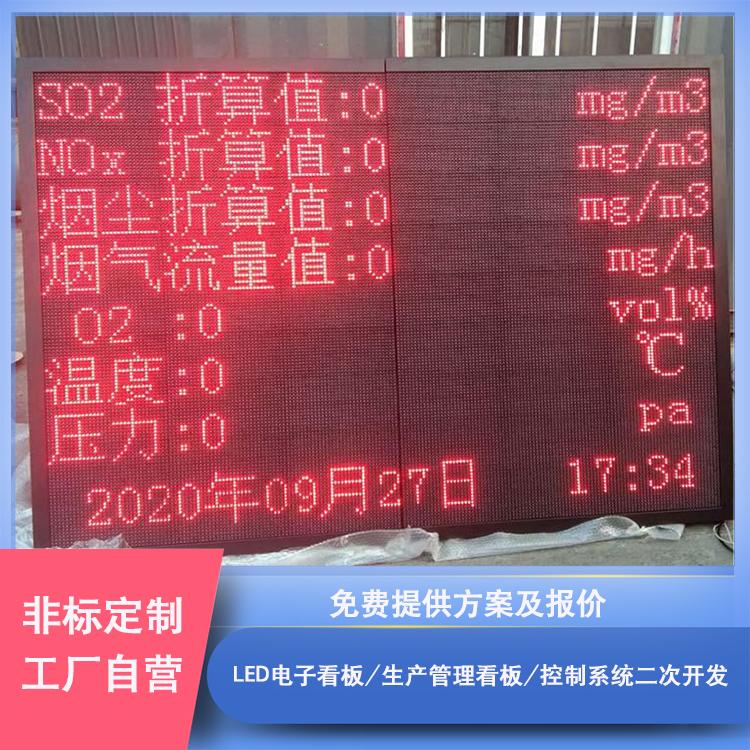 SO2 折算值:0 mg/m3
NOx 折算值:0 mg/m3
烟尘折算值:0 mg/m3
烟气流量值:0 mg/h
O2 :0 vol%
温度:0 ℃
压力:0 pa
2020年09月27日 17:34
非标定制
工厂自营
免费提供方案及报价
LED电子看板/生产管理看板/控制系统二次开发